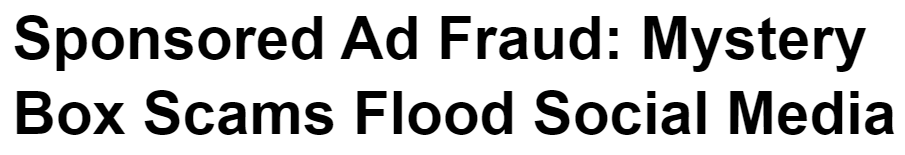 Sponsored Ad Fraud: Mystery
Box Scams Flood Social Media